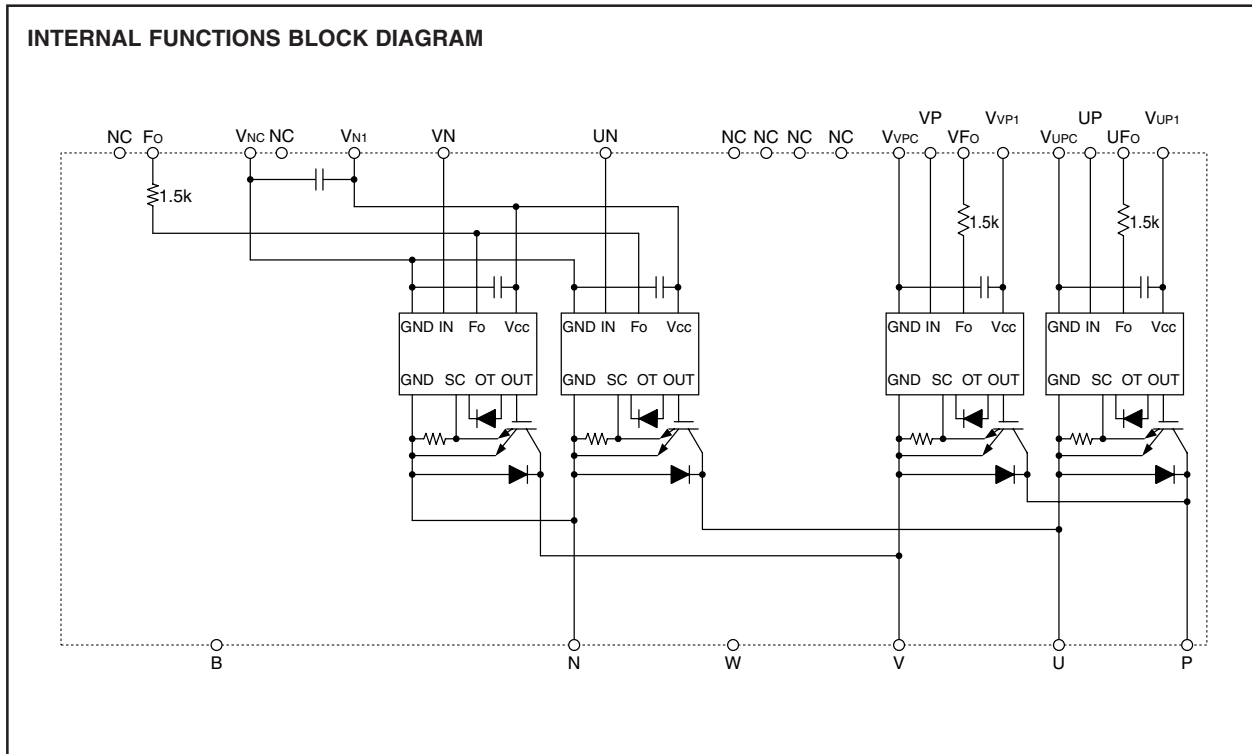 INTERNAL FUNCTIONS BLOCK DIAGRAM
NC FO VNC NC VN1 VN UN NC NC NC NC VVPC VP VFO VVP1 VUPC UP UFO VUP1
1.5k 1.5k 1.5k
GND IN FO VCC GND IN FO VCC GND IN FO VCC GND IN FO VCC
GND SC OT OUT GND SC OT OUT GND SC OT OUT GND SC OT OUT
B N W V U P